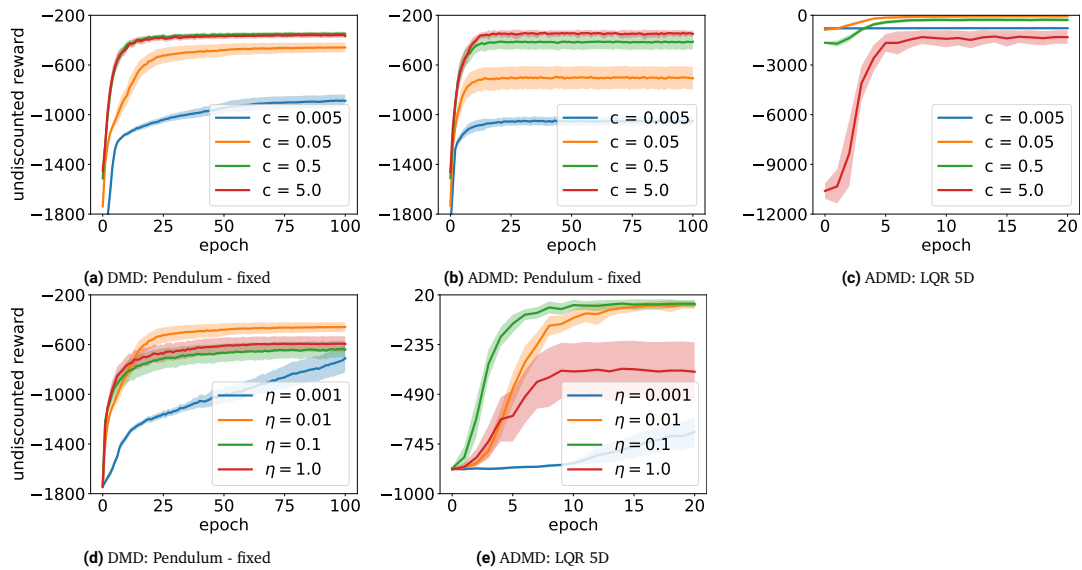 undiscounted reward
−200
−600
−1000
−1400
−1800
c = 0.005
c = 0.05
c = 0.5
c = 5.0
0 25 50 75 100
epoch
(a) DMD: Pendulum - fixed
−200
−600
−1000
−1400
−1800
c = 0.005
c = 0.05
c = 0.5
c = 5.0
0 25 50 75 100
epoch
(b) ADMD: Pendulum - fixed
0
−3000
−6000
−9000
−12000
c = 0.005
c = 0.05
c = 0.5
c = 5.0
0 5 10 15 20
epoch
(c) ADMD: LQR 5D
undiscounted reward
−200
−600
−1000
−1400
−1800
η = 0.001
η = 0.01
η = 0.1
η = 1.0
0 25 50 75 100
epoch
(d) DMD: Pendulum - fixed
20
−235
−490
−745
−1000
η = 0.001
η = 0.01
η = 0.1
η = 1.0
0 5 10 15 20
epoch
(e) ADMD: LQR 5D